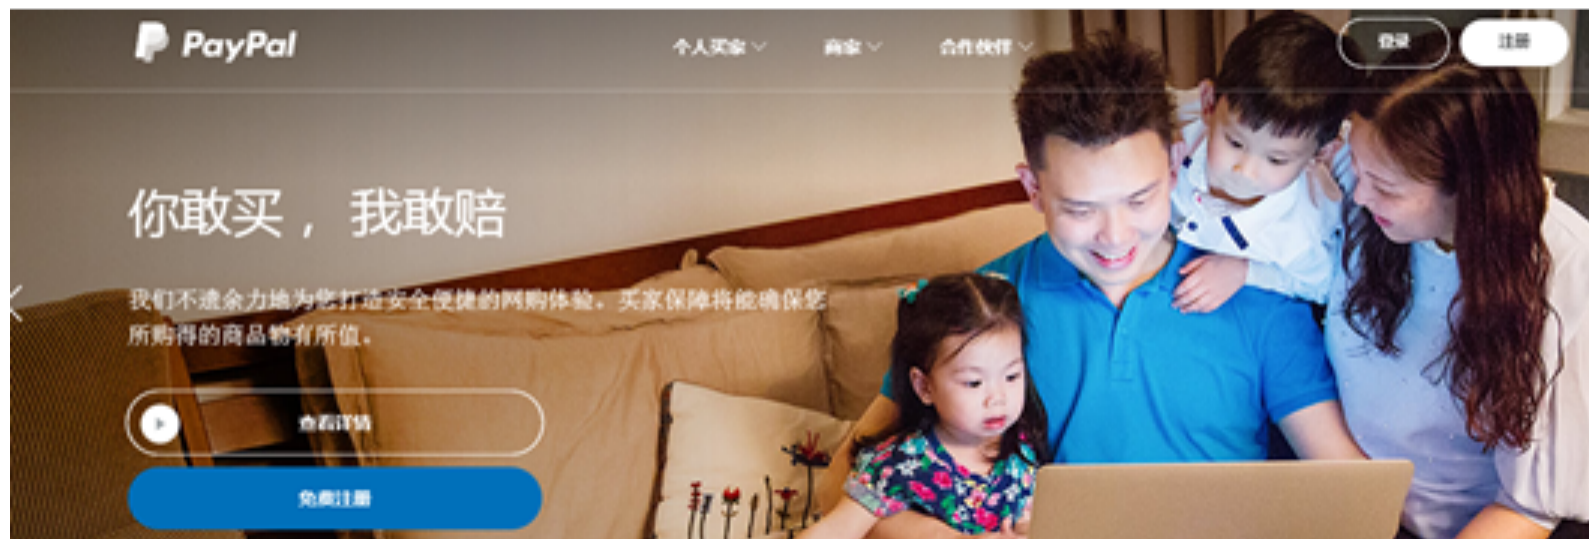 PayPal
个人买家
商家
合作伙伴
登录
注册
你敢买，我敢赔
我们不遗余力地为您打造安全便捷的网购体验。买家保障将能确保您
所购得的商品物有所值。
查看详情
免费注册